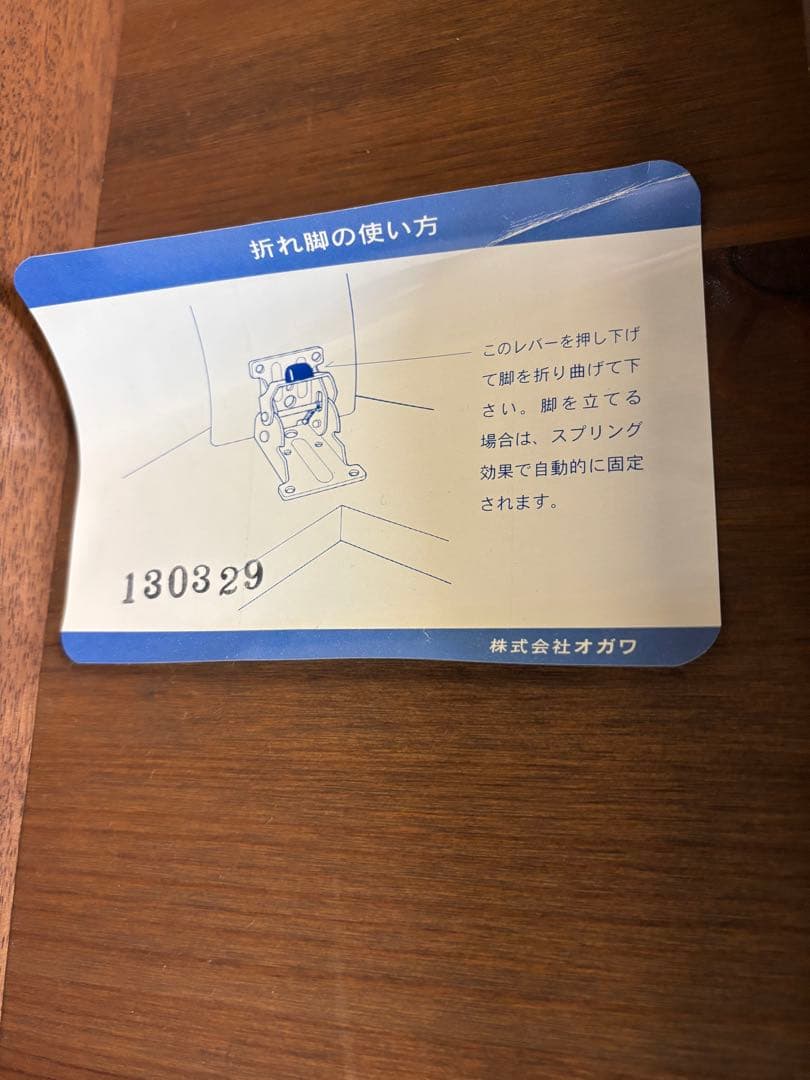 折れ脚の使い方
このレバーを押し下げ
て脚を折り曲げて下
さい。脚を立てる
場合は、スプリング
効果で自動的に固定
されます。
130329
株式会社オガワ